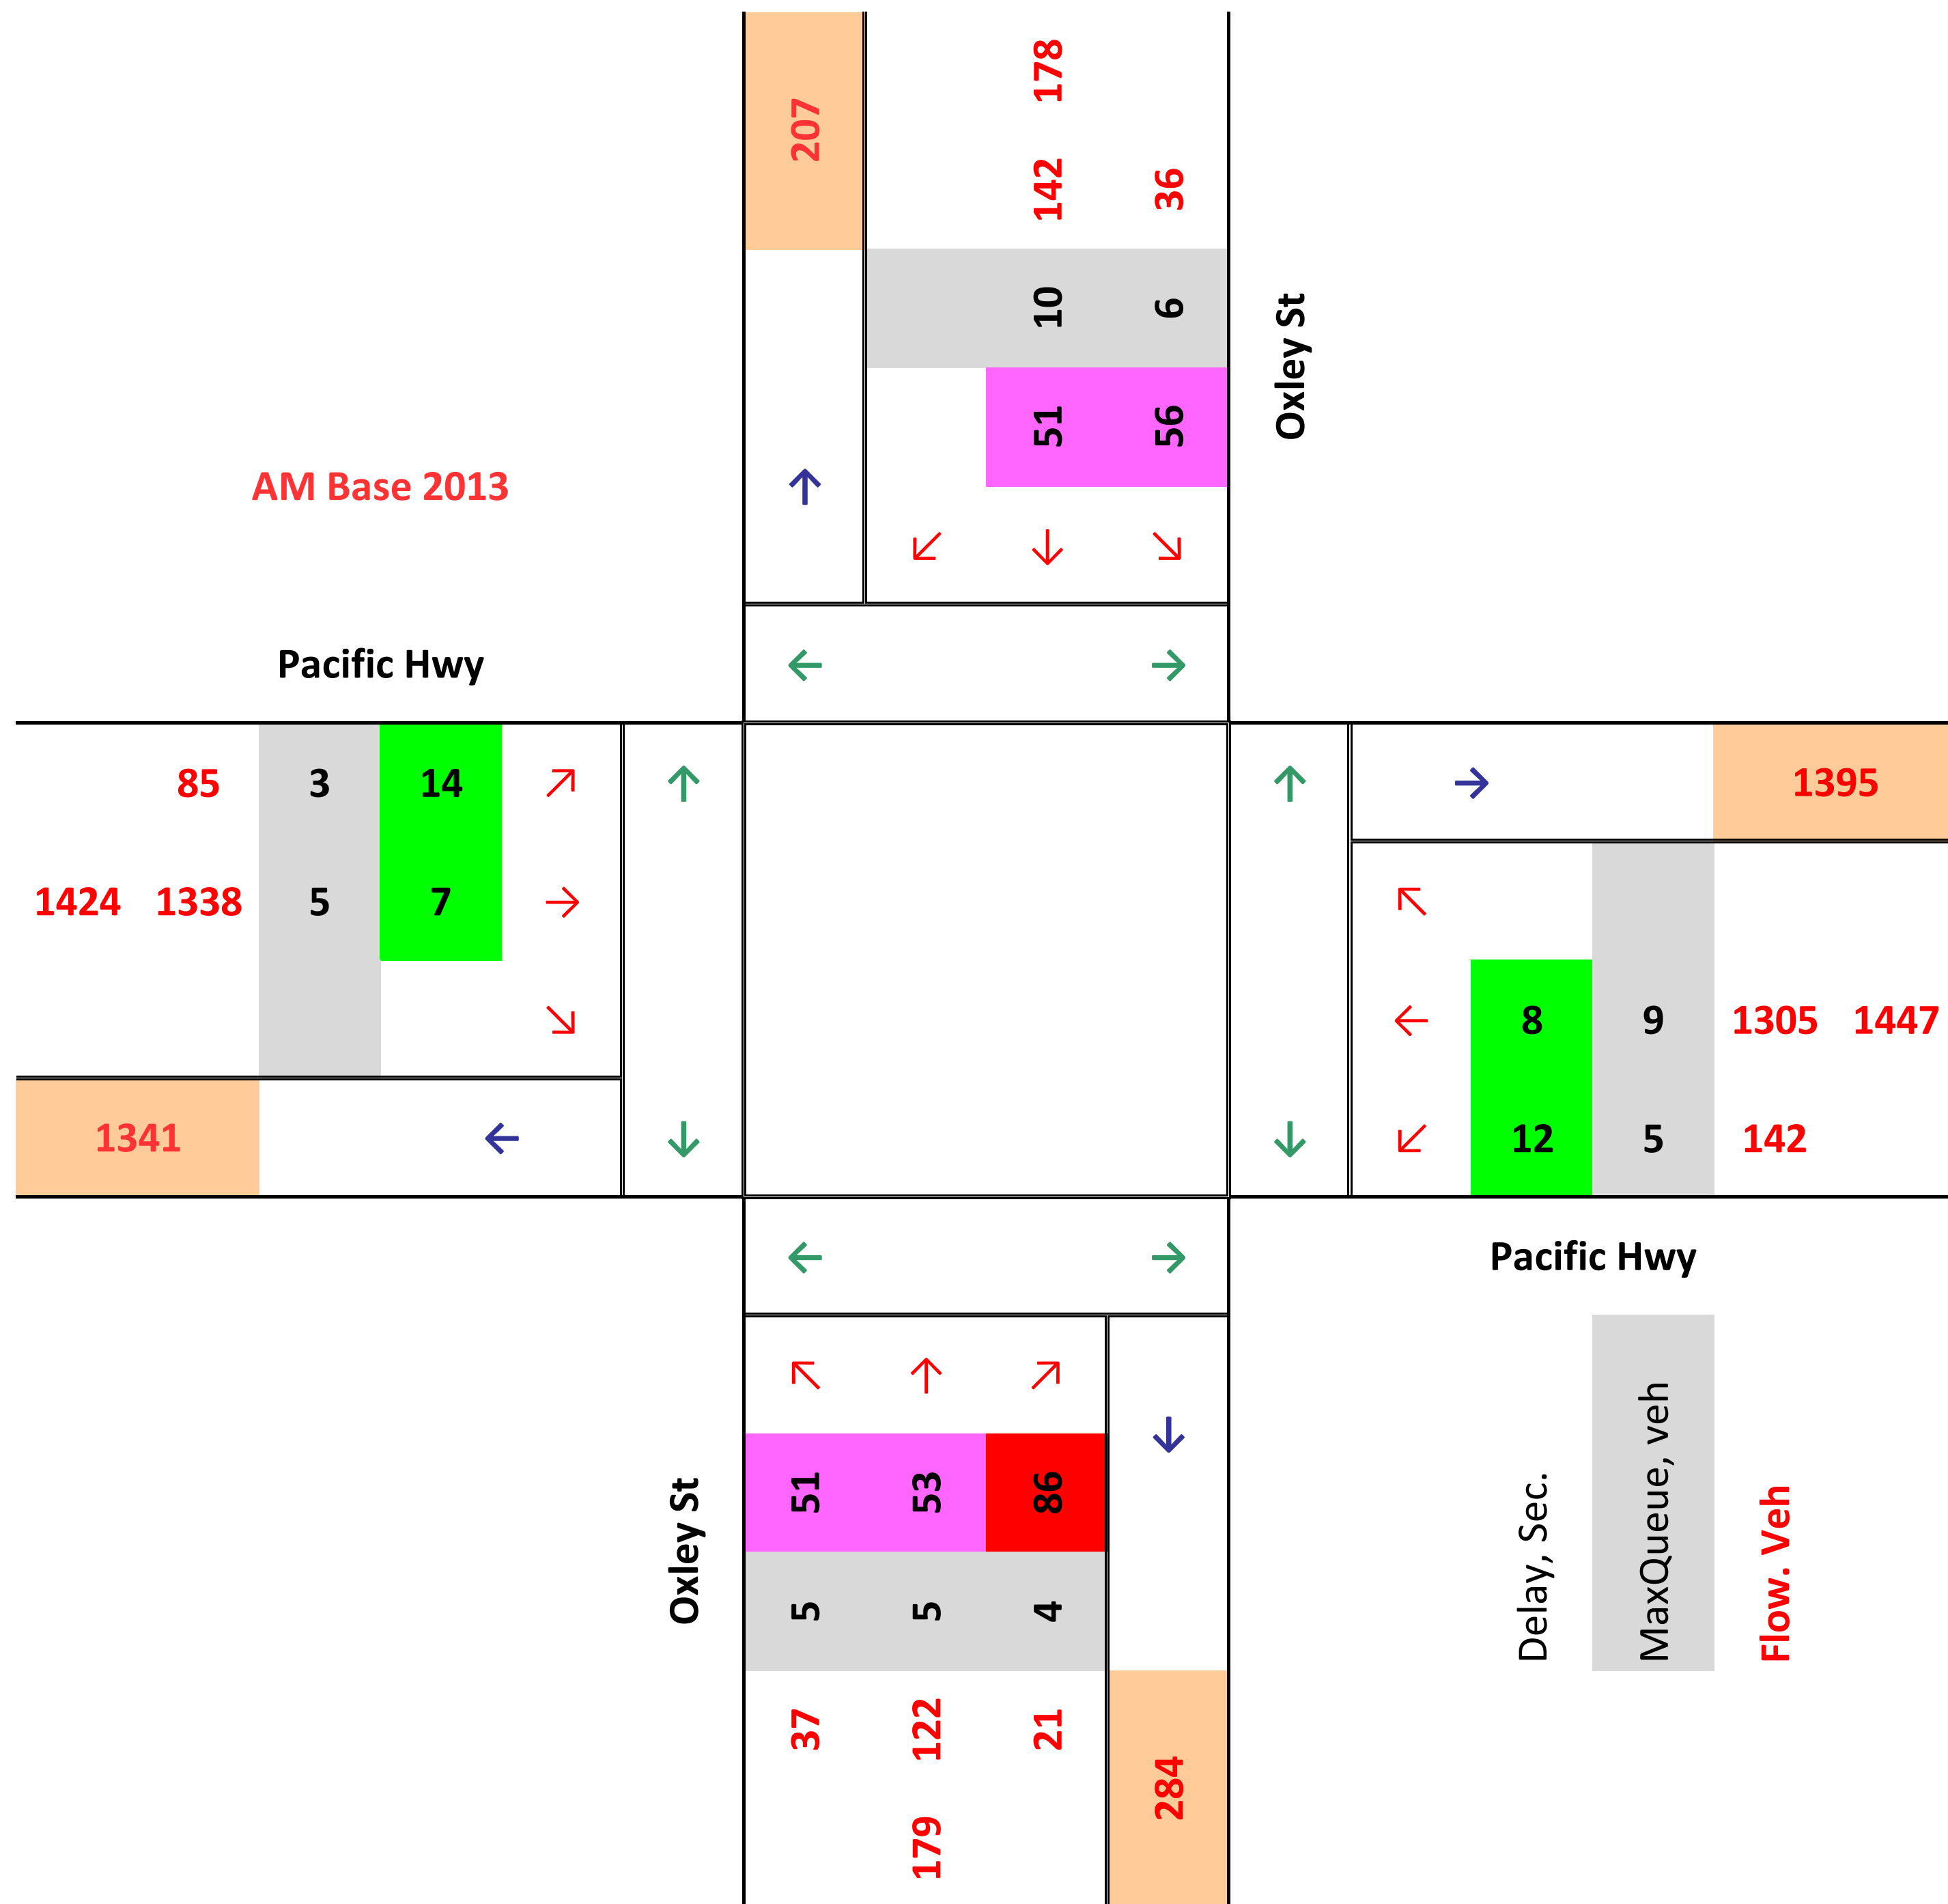 178
207
142 36
10 6
Oxley St
51 56
AM Base 2013
Pacific Hwy
85 3 14
1395
1424 1338 5 7
8 9 1305 1447
1341
12 5 142
Pacific Hwy
51 53 86
Oxley St
Delay, Sec.
MaxQueue, veh
Flow. Veh
5 5 4
37 122 21
284
179